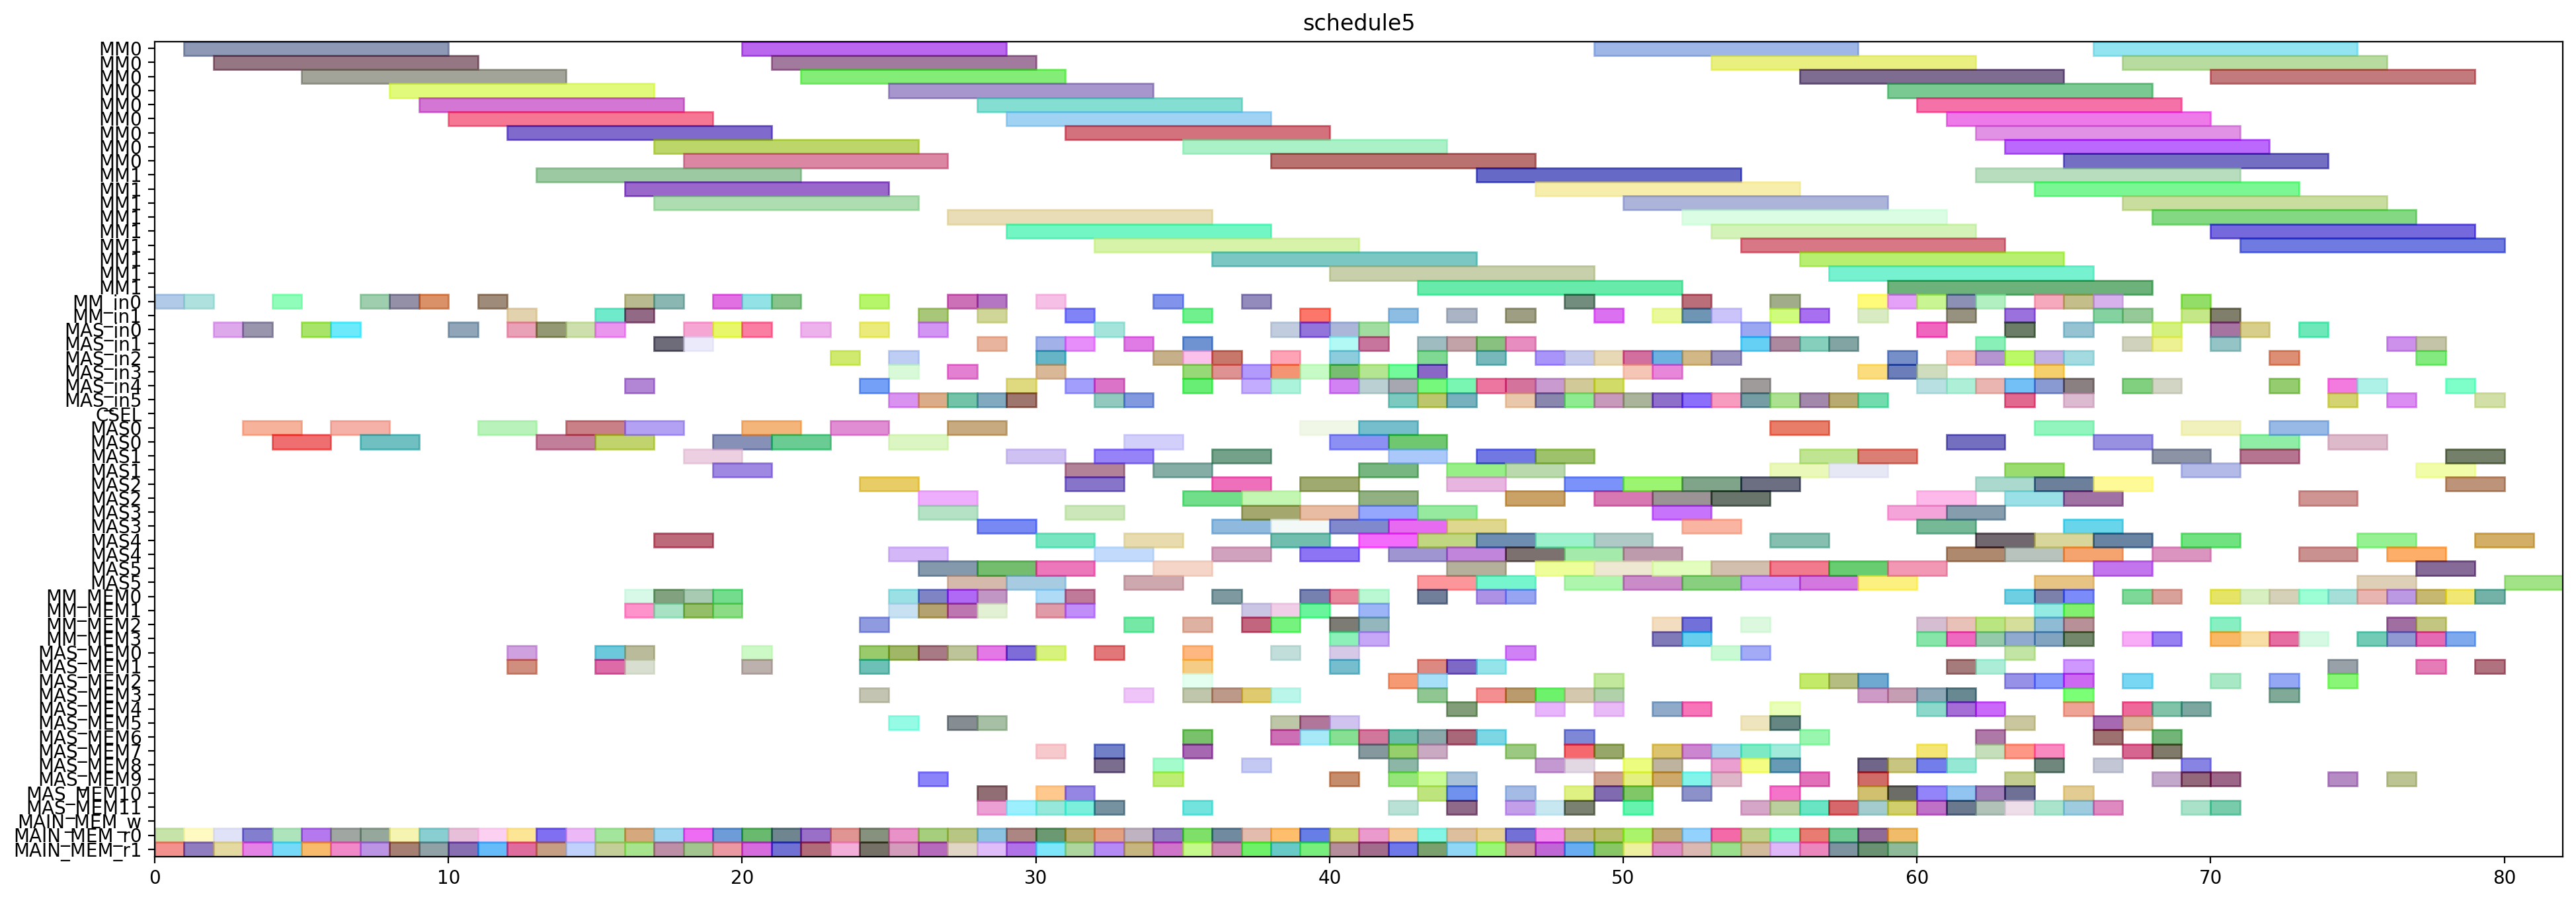 schedule5
MM0
MM0
MM0
MM0
MM0
MM0
MM0
MM0
MM0
MM1
MM1
MM1
MM1
MM1
MM1
MM1
MM1
MM1
MM_in0
MM_in1
MAS_in0
MAS_in1
MAS_in2
MAS_in3
MAS_in4
MAS_in5
CSEL
MAS0
MAS0
MAS1
MAS1
MAS2
MAS2
MAS3
MAS3
MAS4
MAS4
MAS5
MAS5
MM_MEM0
MM_MEM1
MM_MEM2
MM_MEM3
MAS_MEM0
MAS_MEM1
MAS_MEM2
MAS_MEM3
MAS_MEM4
MAS_MEM5
MAS_MEM6
MAS_MEM7
MAS_MEM8
MAS_MEM9
MAS_MEM10
MAS_MEM11
MAIN_MEM_w
MAIN_MEM_r0
MAIN_MEM_r1
0 10 20 30 40 50 60 70 80